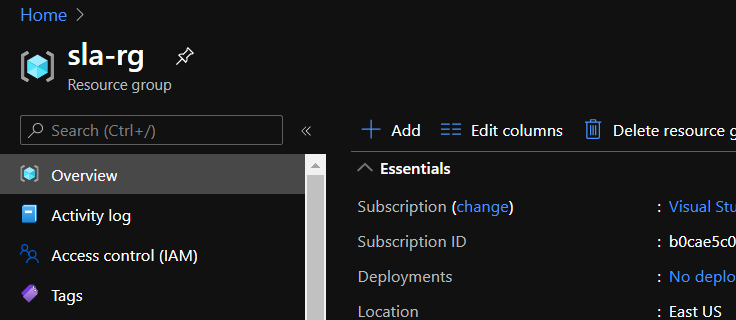 Home >
sla-rg
Resource group
Search (Ctrl+/)
«
Add
Edit columns
Delete resource g
Overview
Activity log
Access control (IAM)
Tags
Essentials
Subscription (change) : Visual Stu
Subscription ID : b0cae5c0
Deployments : No deplo
Location : East US